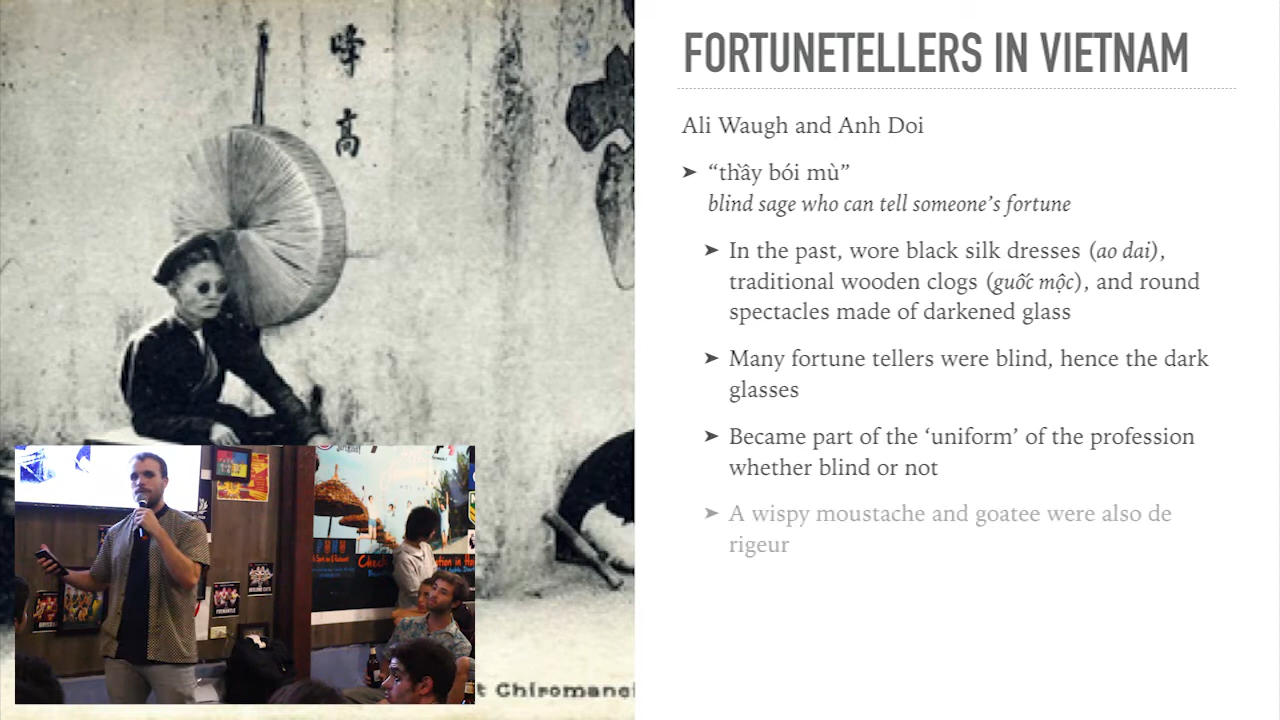 啼
高
FORTUNETELLERS IN VIETNAM
Ali Waugh and Anh Doi
➤ “thầy bói mù”
blind sage who can tell someone’s fortune
➤ In the past, wore black silk dresses (ao dai),
traditional wooden clogs (guốc mộc), and round
spectacles made of darkened glass
➤ Many fortune tellers were blind, hence the dark
glasses
➤ Became part of the ‘uniform’ of the profession
whether blind or not
➤ A wispy moustache and goatee were also de
rigeur
FREMANTLE
t Chiromanci